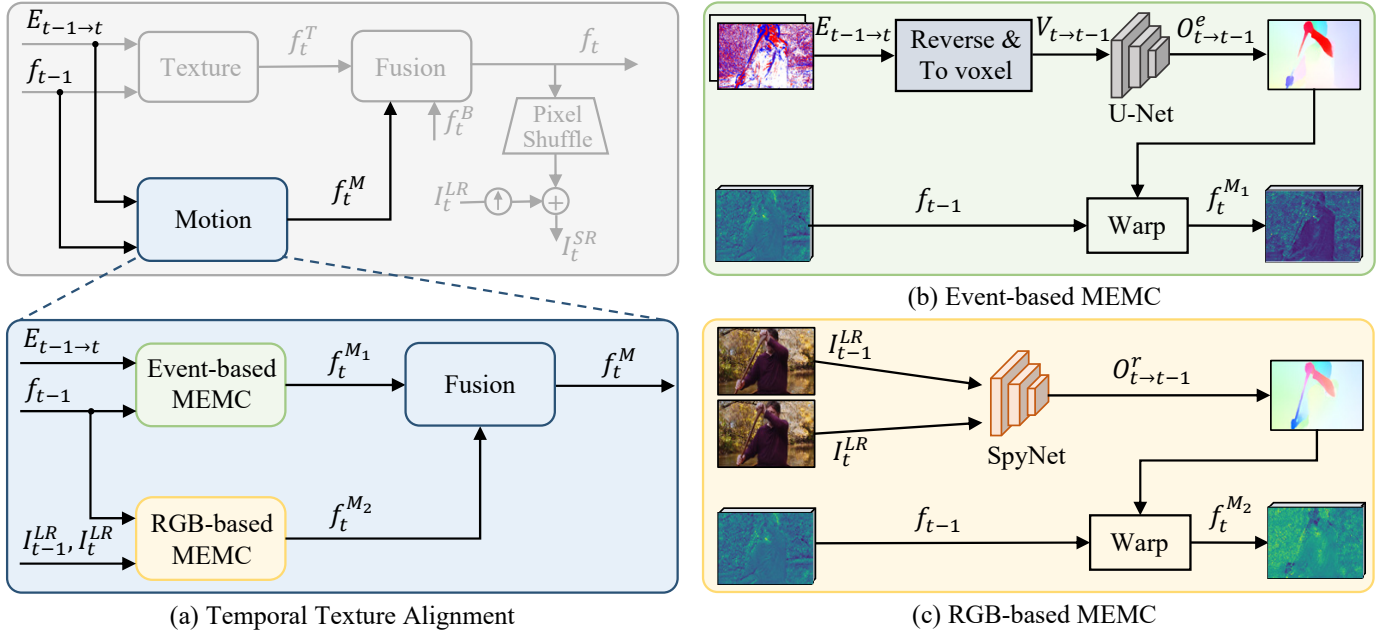 E_{t−1→t}
f_{t−1}
Texture
f_t^T
Fusion
f_t
f_t^B
Pixel
Shuffle
Motion
f_t^M
I_t^{LR}
I_t^{SR}
E_{t−1→t}
f_{t−1}
Event-based
MEMC
f_t^{M_1}
Fusion
f_t^M
RGB-based
MEMC
f_t^{M_2}
I_{t−1}^{LR}, I_t^{LR}
(a) Temporal Texture Alignment
E_{t−1→t}
Reverse &
To voxel
V_{t→t−1}
U-Net
O_{t→t−1}^e
f_{t−1}
Warp
f_t^{M_1}
(b) Event-based MEMC
I_{t−1}^{LR}
I_t^{LR}
SpyNet
O_{t→t−1}^r
f_{t−1}
Warp
f_t^{M_2}
(c) RGB-based MEMC